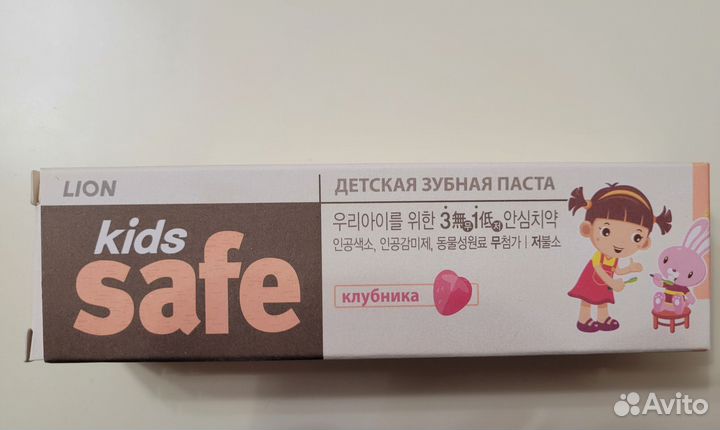 LION
kids
safe
ДЕТСКАЯ ЗУБНАЯ ПАСТА
우리아이를 위한 3無무1低저 안심치약
인공색소, 인공감미제, 동물성원료 무첨가 | 저불소
клубника
Avito